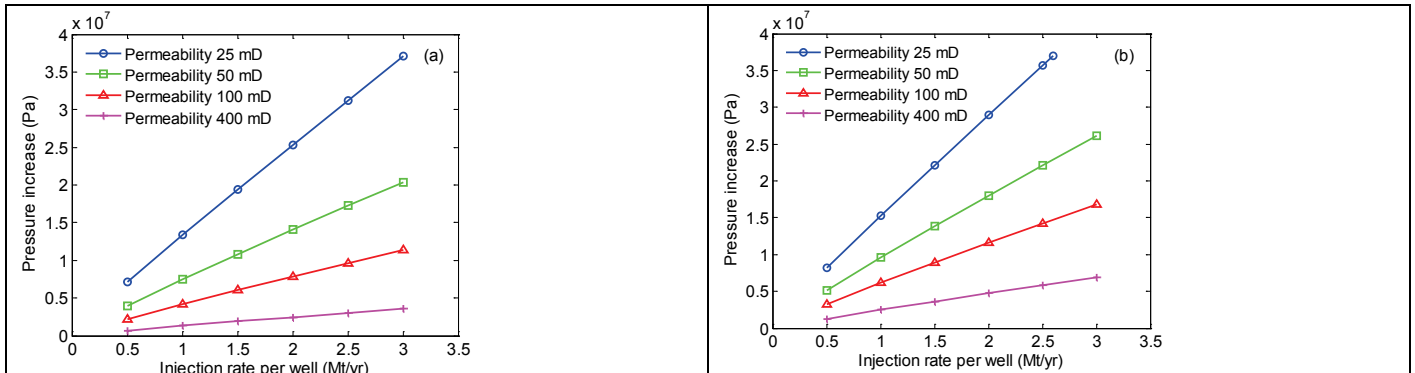 x 10⁷
4
3.5
3
2.5
2
1.5
1
0.5
0
Pressure increase (Pa)
Permeability 25 mD
Permeability 50 mD
Permeability 100 mD
Permeability 400 mD
(a)
0 0.5 1 1.5 2 2.5 3 3.5
Injection rate per well (Mt/yr)
x 10⁷
4
3.5
3
2.5
2
1.5
1
0.5
0
Pressure increase (Pa)
Permeability 25 mD
Permeability 50 mD
Permeability 100 mD
Permeability 400 mD
(b)
0 0.5 1 1.5 2 2.5 3 3.5
Injection rate per well (Mt/yr)